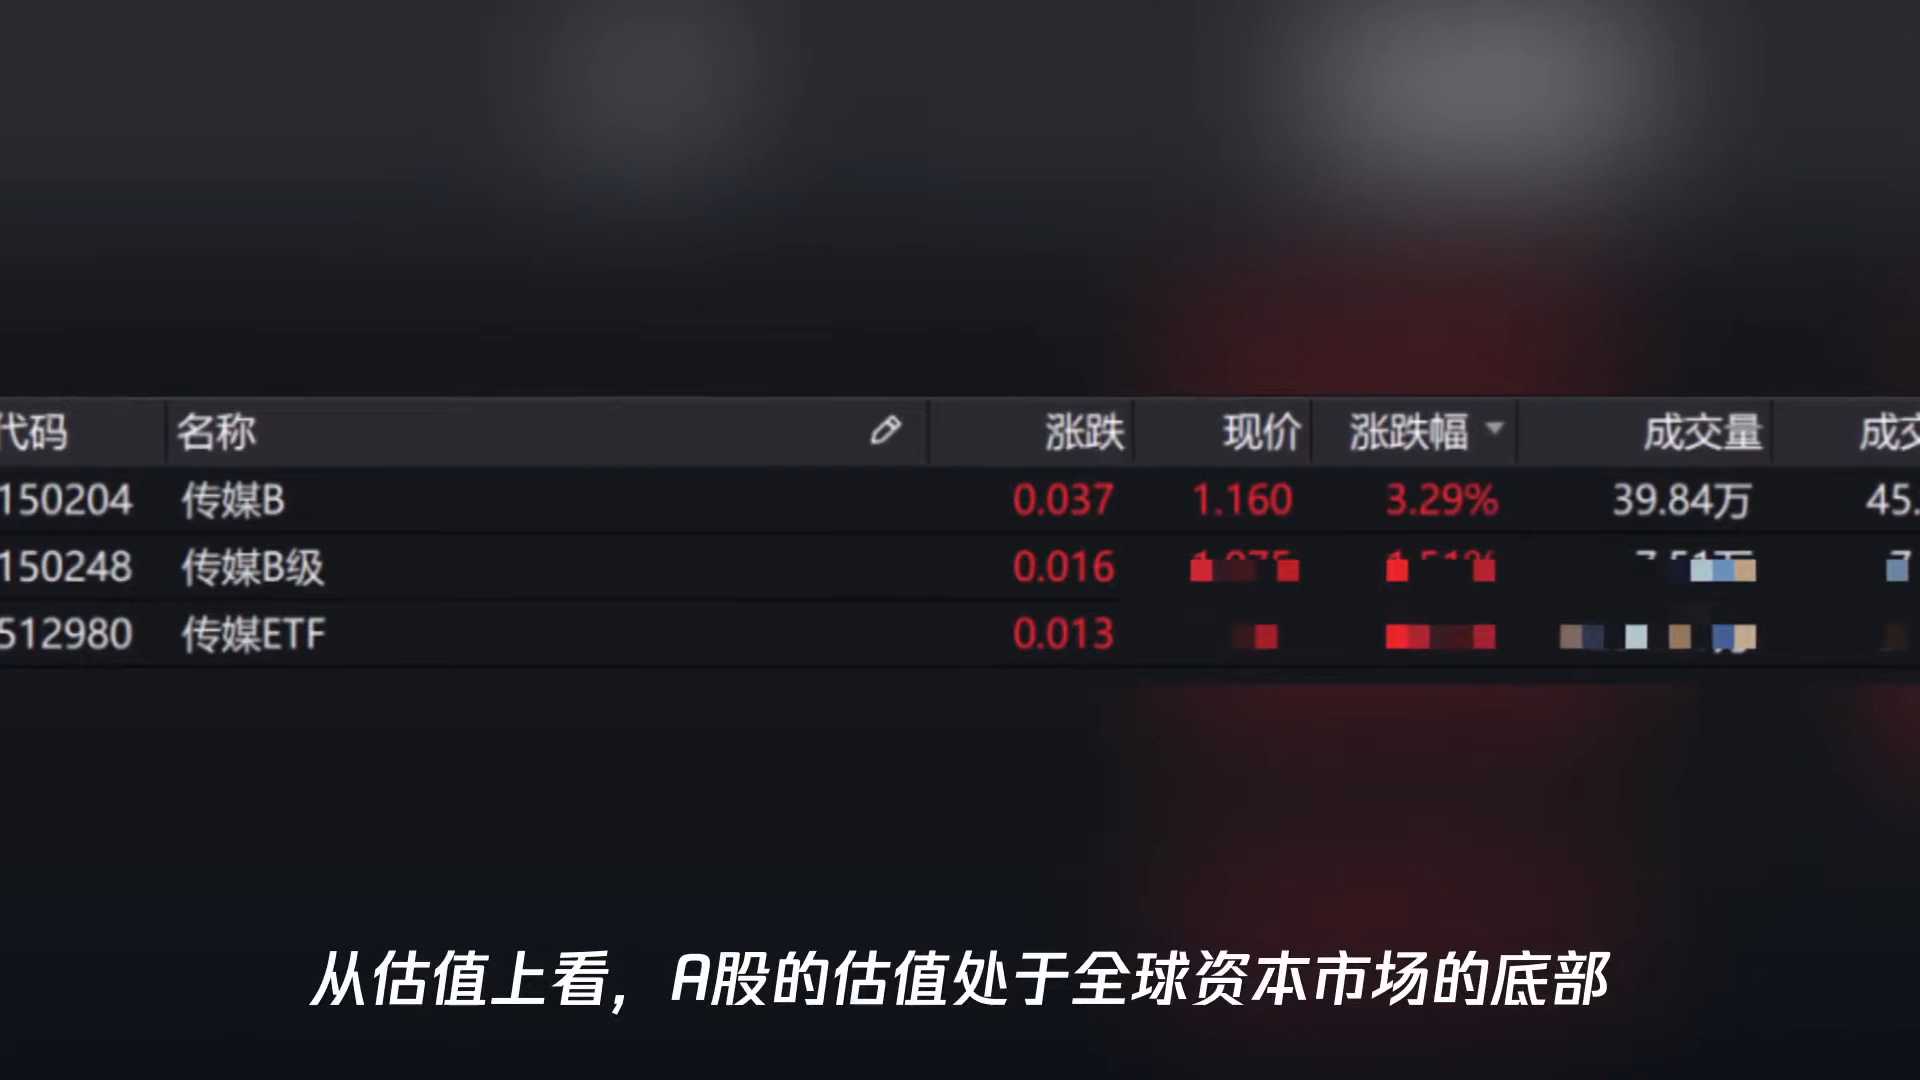 代码 名称 涨跌 现价 涨跌幅 成交量 成交
150204 传媒B 0.037 1.160 3.29% 39.84万 45.
150248 传媒B级 0.016
512980 传媒ETF 0.013
从估值上看，A股的估值处于全球资本市场的底部